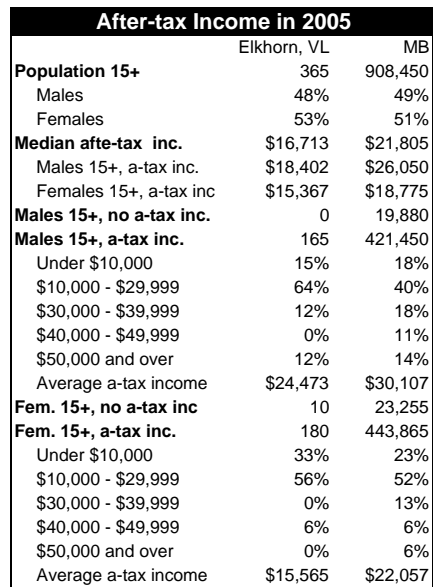 After-tax Income in 2005
Elkhorn, VL MB
Population 15+ 365 908,450
Males 48% 49%
Females 53% 51%
Median afte-tax inc. $16,713 $21,805
Males 15+, a-tax inc. $18,402 $26,050
Females 15+, a-tax inc $15,367 $18,775
Males 15+, no a-tax inc. 0 19,880
Males 15+, a-tax inc. 165 421,450
Under $10,000 15% 18%
$10,000 - $29,999 64% 40%
$30,000 - $39,999 12% 18%
$40,000 - $49,999 0% 11%
$50,000 and over 12% 14%
Average a-tax income $24,473 $30,107
Fem. 15+, no a-tax inc 10 23,255
Fem. 15+, a-tax inc. 180 443,865
Under $10,000 33% 23%
$10,000 - $29,999 56% 52%
$30,000 - $39,999 0% 13%
$40,000 - $49,999 6% 6%
$50,000 and over 0% 6%
Average a-tax income $15,565 $22,057